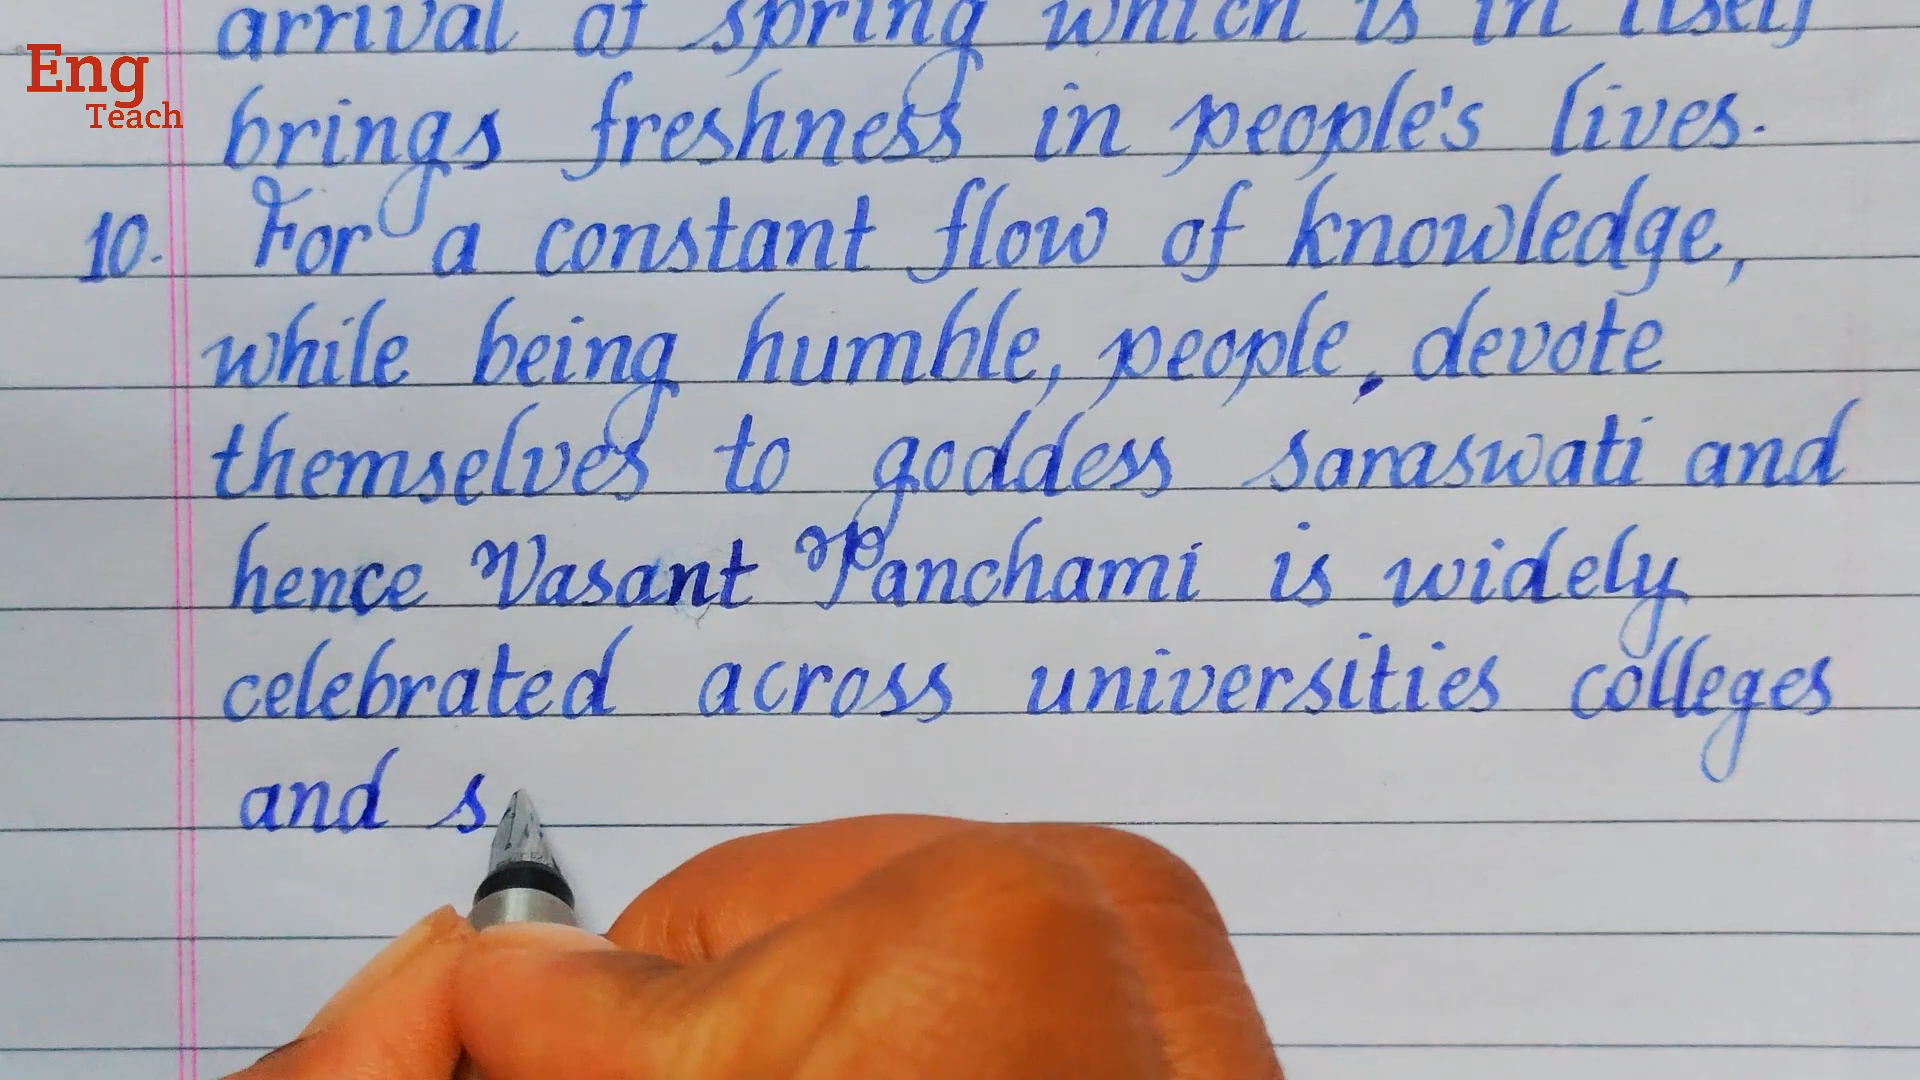 Eng
Teach
arrival of spring which is in itself
brings freshness in people's lives.
10. For a constant flow of knowledge,
while being humble, people, devote
themselves to goddess saraswati and
hence Vasant Panchami is widely
celebrated across universities colleges
and s